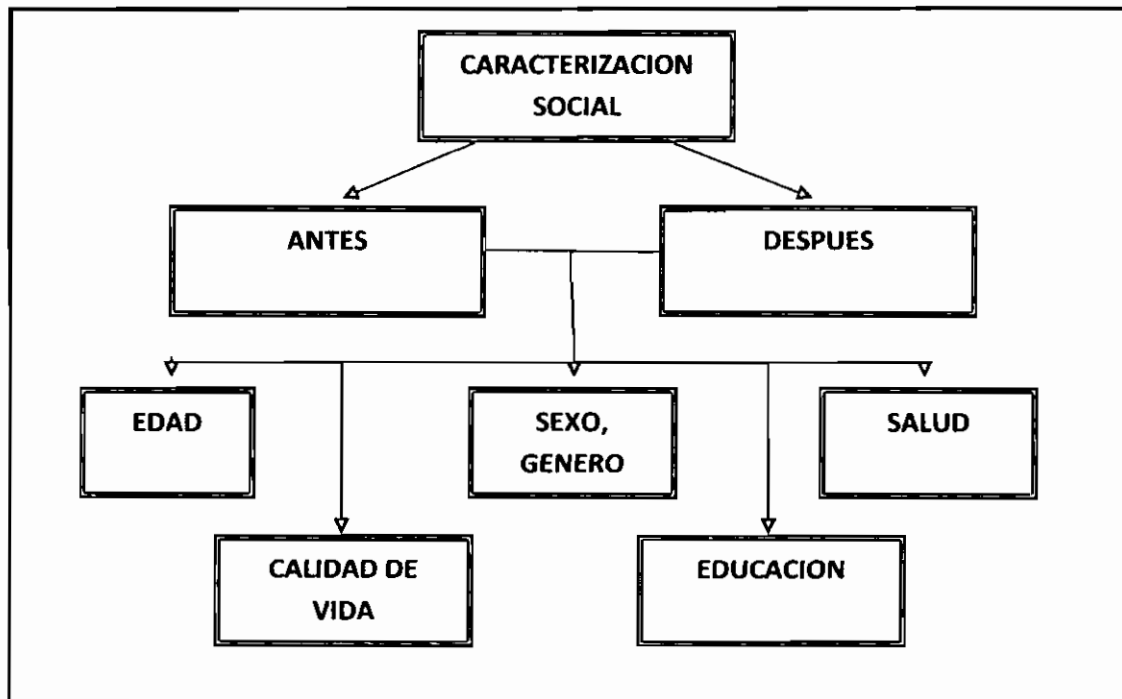 CARACTERIZACION
SOCIAL
ANTES
DESPUES
EDAD
SEXO,
GENERO
SALUD
CALIDAD DE
VIDA
EDUCACION